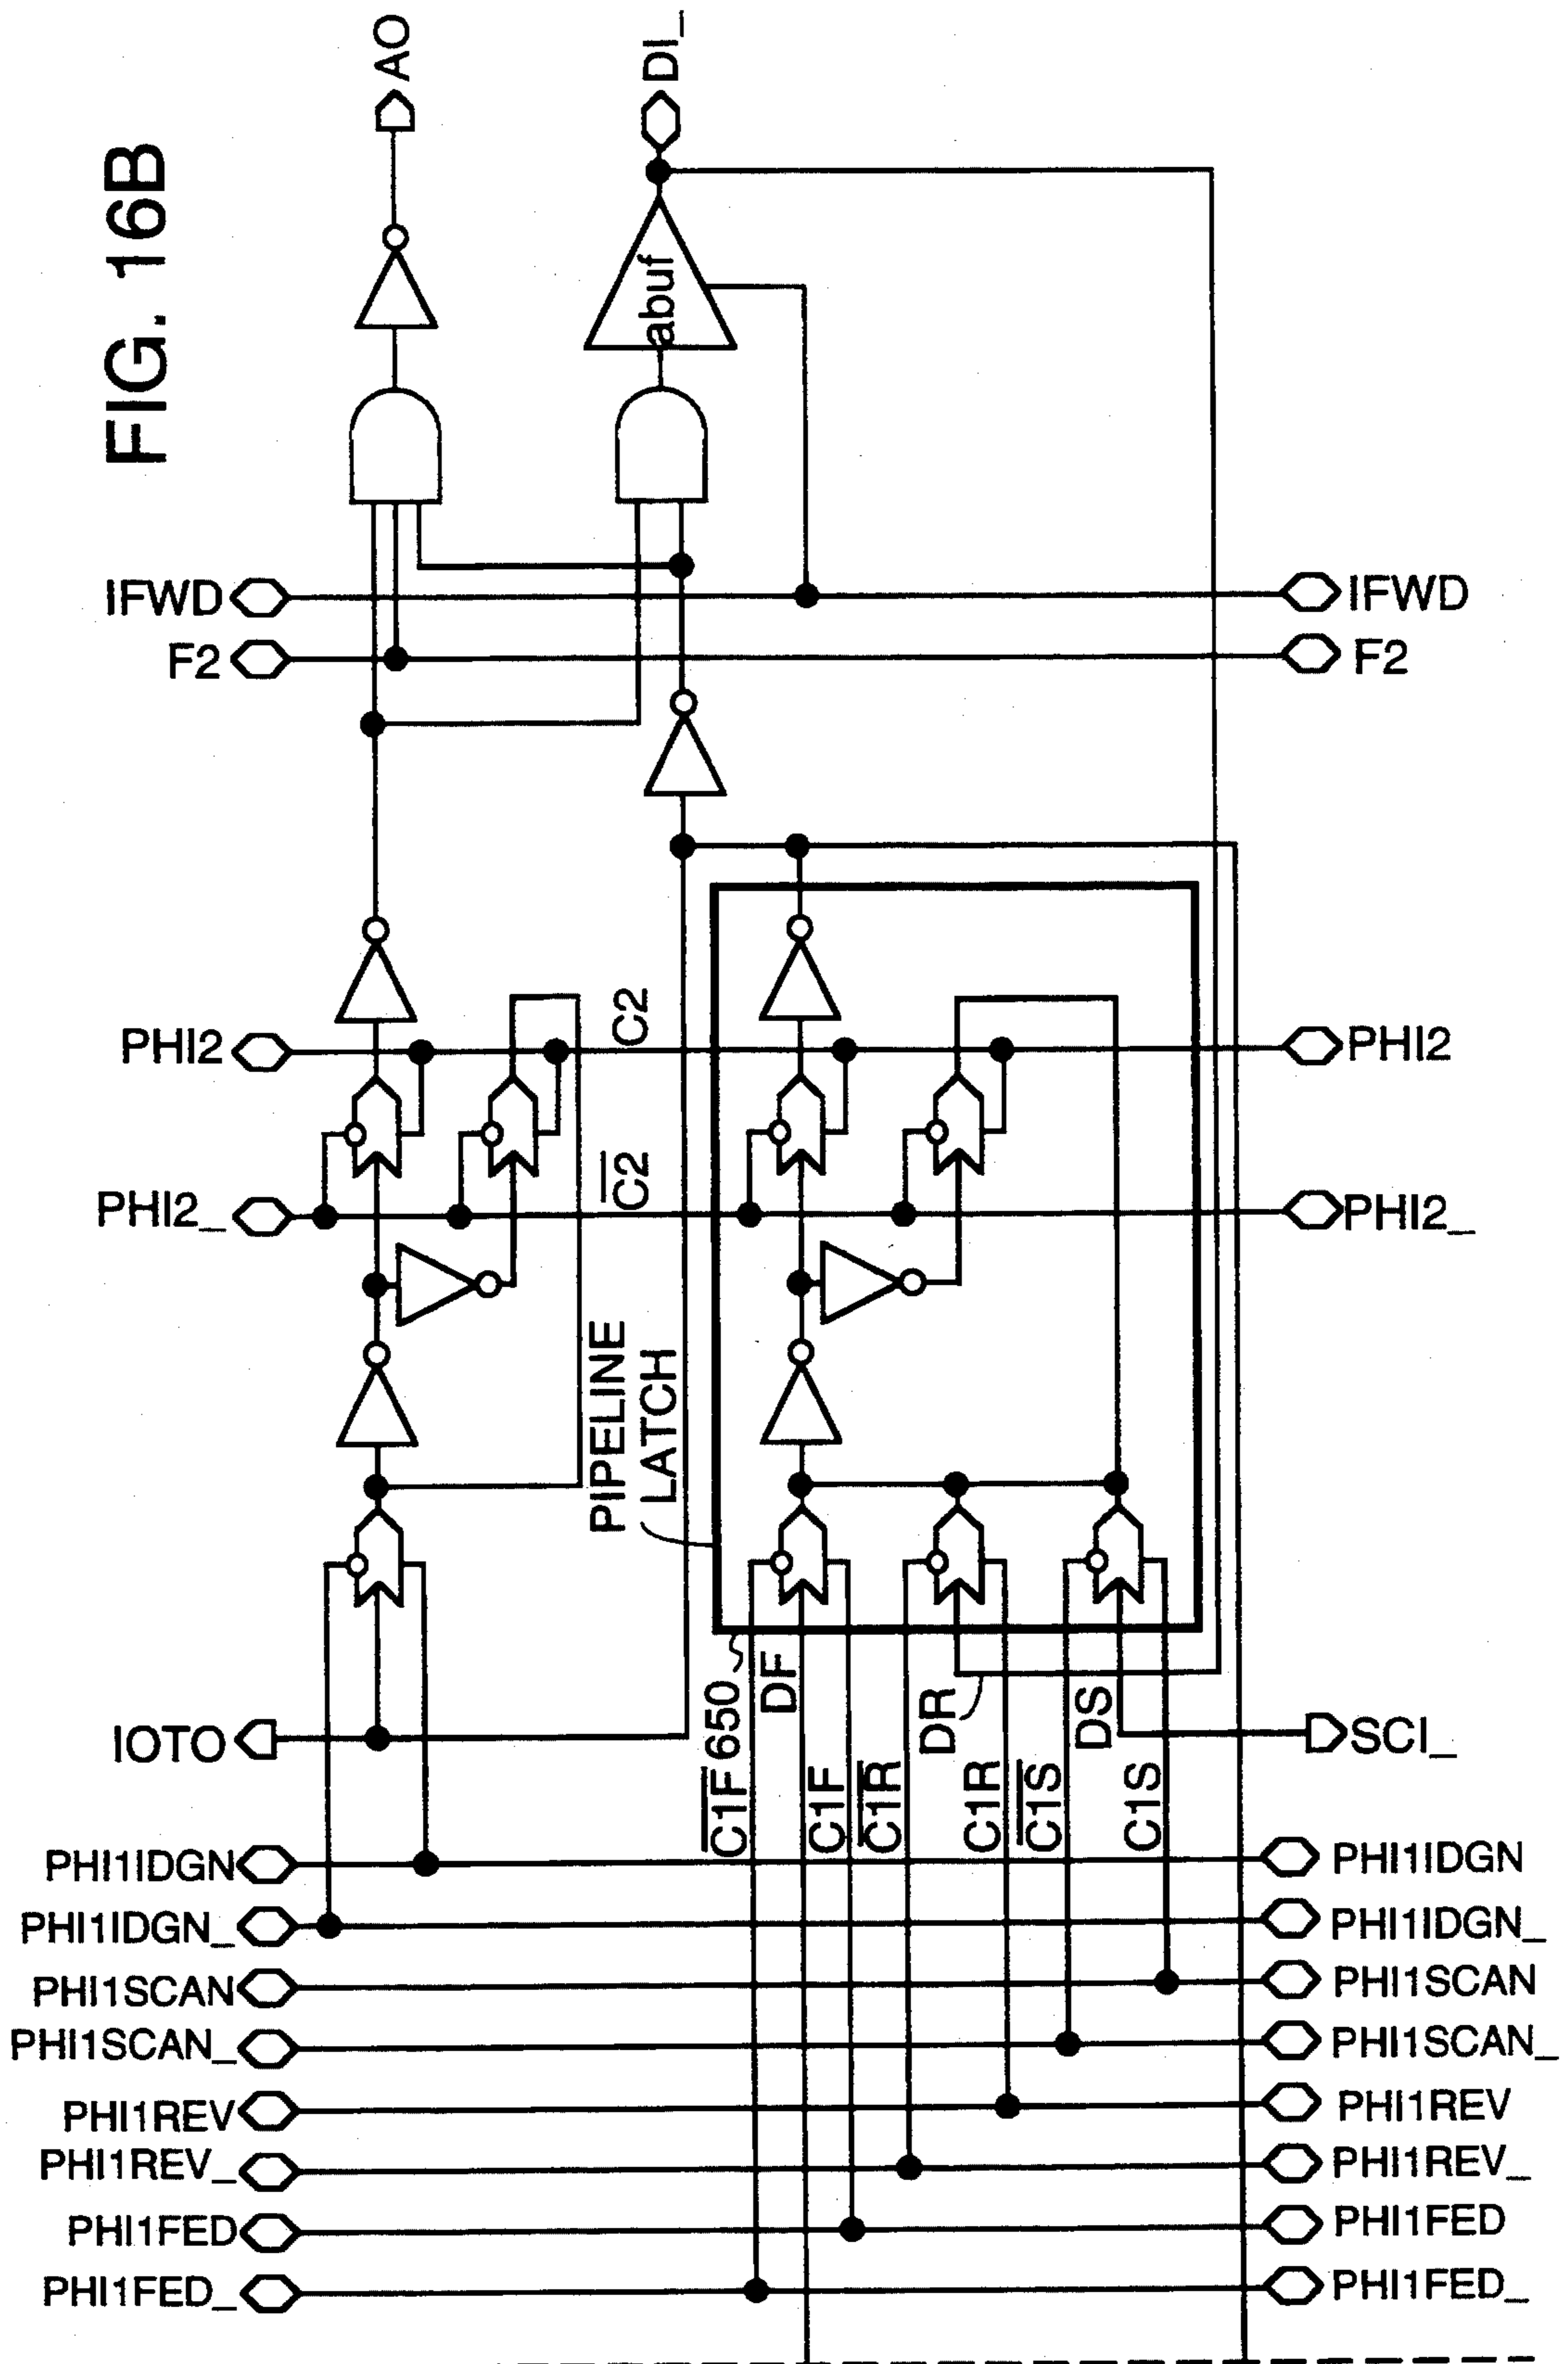 FIG. 16B
AO
DI_
abuf
IFWD
IFWD
F2
F2
PHI2
C2
PHI2
PHI2_
C2
PHI2_
PIPELINE
LATCH
IOTO
C1F
650
DF
C1F
C1R
DR
C1R
C1S
DS
C1S
SCI_
PHI1IDGN
PHI1IDGN
PHI1IDGN_
PHI1IDGN_
PHI1SCAN
PHI1SCAN
PHI1SCAN_
PHI1SCAN_
PHI1REV
PHI1REV
PHI1REV_
PHI1REV_
PHI1FED
PHI1FED
PHI1FED_
PHI1FED_